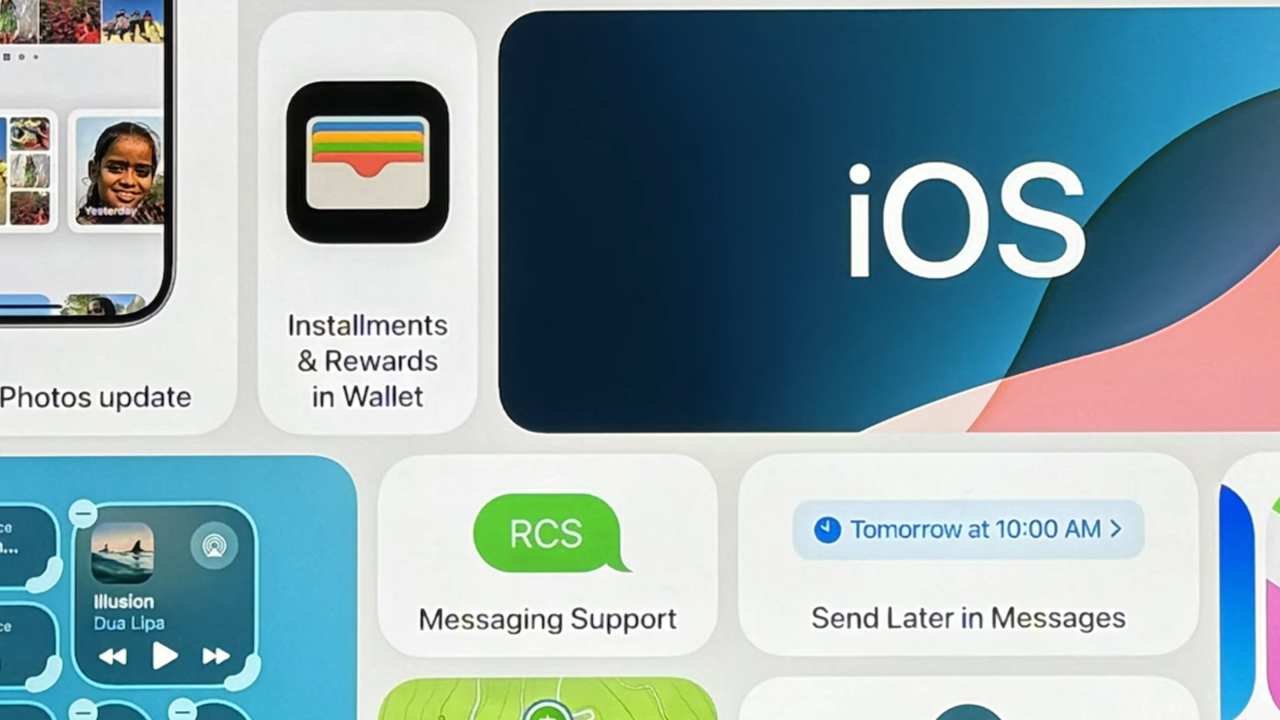 Yesterday
Photos update
Installments
& Rewards
in Wallet
iOS
Illusion
Dua Lipa
RCS
Messaging Support
Tomorrow at 10:00 AM >
Send Later in Messages